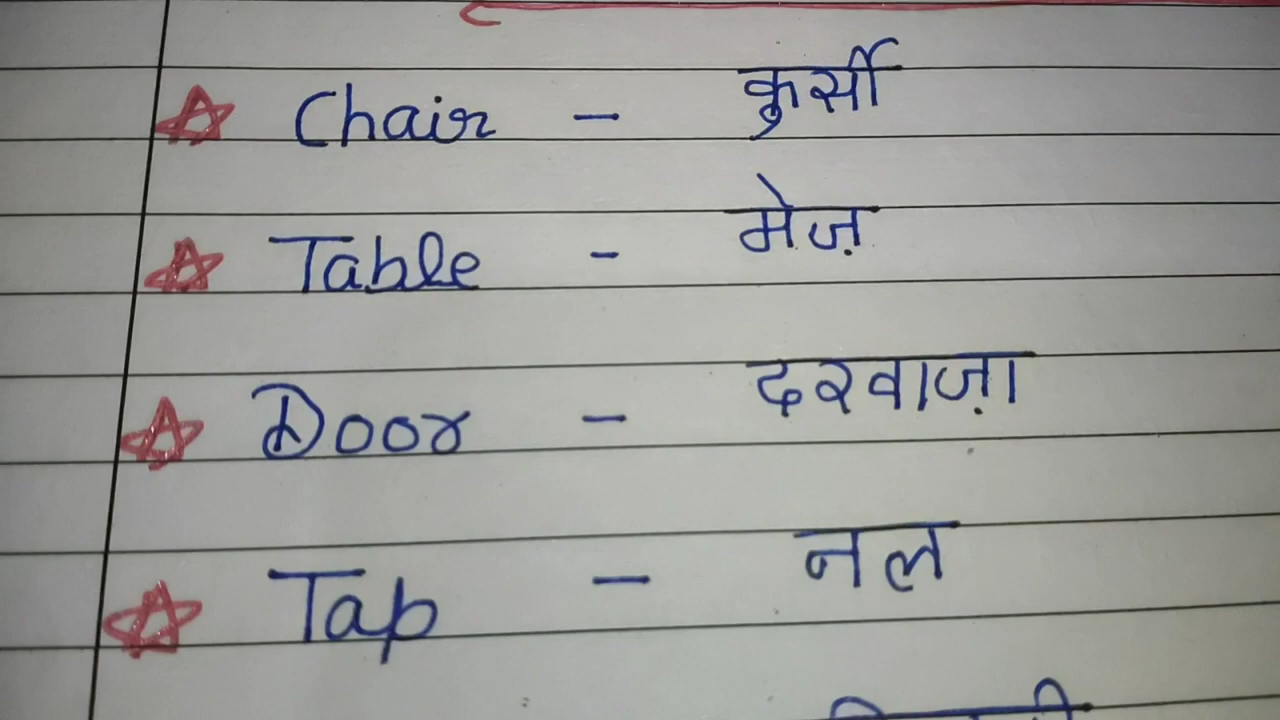 Chair - कुर्सी
Table - मेज़
Door - दरवाज़ा
Tap - नल